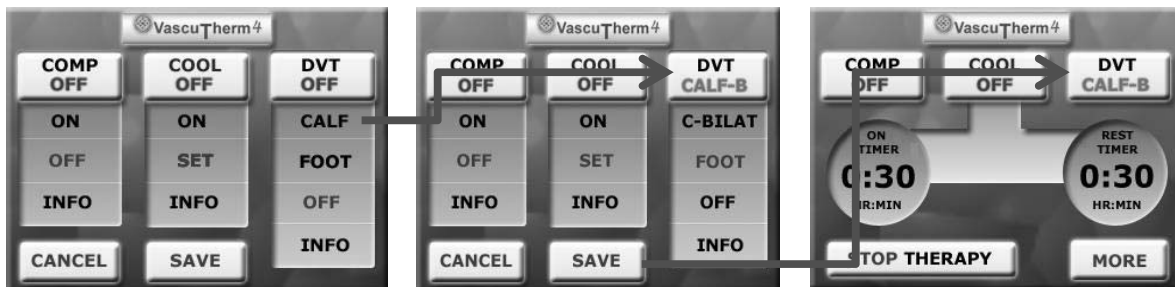 VascuTherm4
COMP
OFF
COOL
OFF
DVT
OFF
ON
OFF
INFO
ON
SET
INFO
CALF
FOOT
OFF
INFO
CANCEL
SAVE
VascuTherm4
COMP
OFF
COOL
OFF
DVT
CALF-B
ON
OFF
INFO
ON
SET
INFO
C-BILAT
FOOT
OFF
INFO
CANCEL
SAVE
VascuTherm4
COMP
OFF
COOL
OFF
DVT
CALF-B
ON
TIMER
0:30
HR:MIN
REST
TIMER
0:30
HR:MIN
STOP THERAPY
MORE